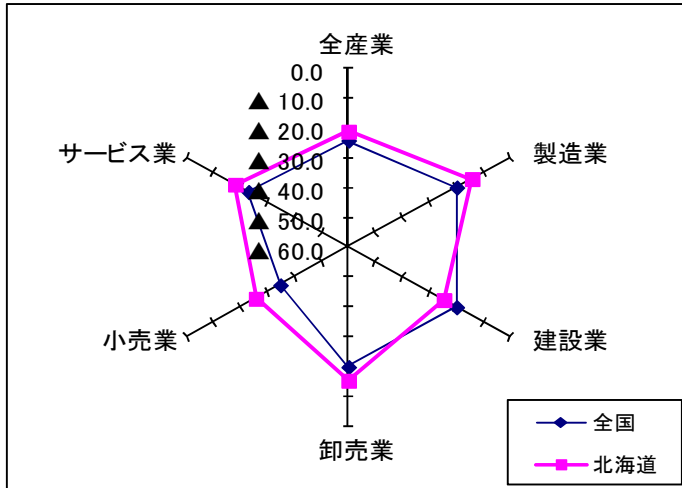 全産業
0.0
▲ 10.0
▲ 20.0
サービス業
製造業
▲ 30.0
▲ 40.0
▲ 50.0
▲ 60.0
小売業
建設業
卸売業
全国
北海道